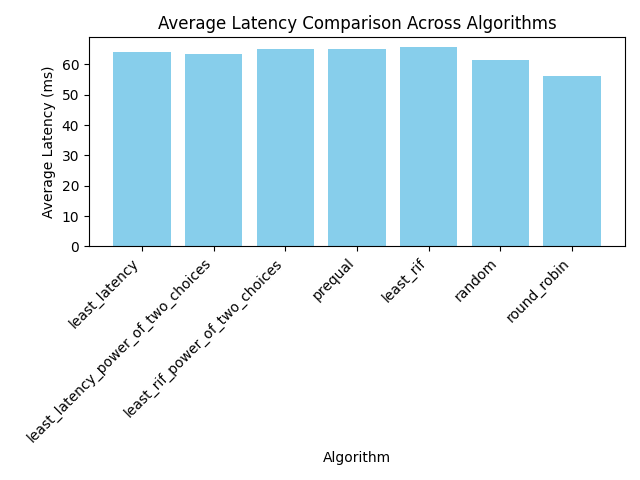 Average Latency Comparison Across Algorithms
Average Latency (ms)
60
50
40
30
20
10
0
least_latency
least_latency_power_of_two_choices
least_rif_power_of_two_choices
prequal
least_rif
random
round_robin
Algorithm